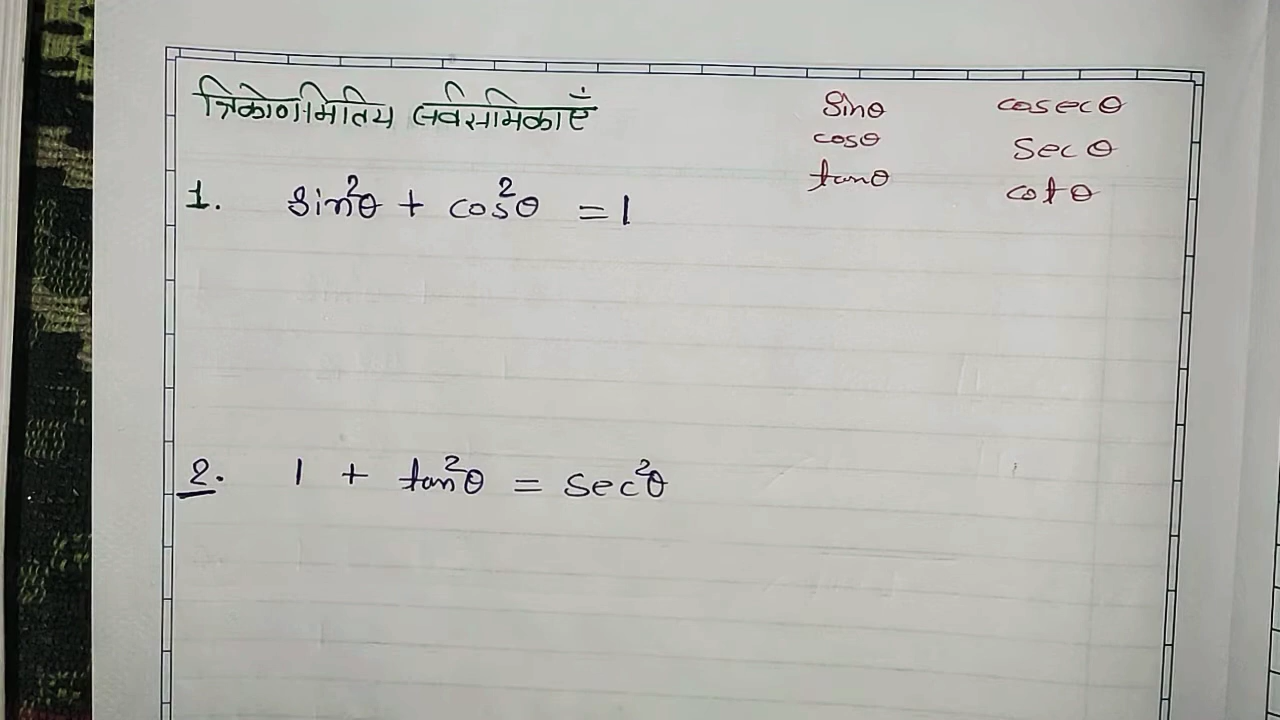 त्रिकोणमितिय सर्वसमिकाएँ
sinθ cosecθ
cosθ secθ
tanθ cotθ
1. sin²θ + cos²θ = 1
2. 1 + tan²θ = sec²θ